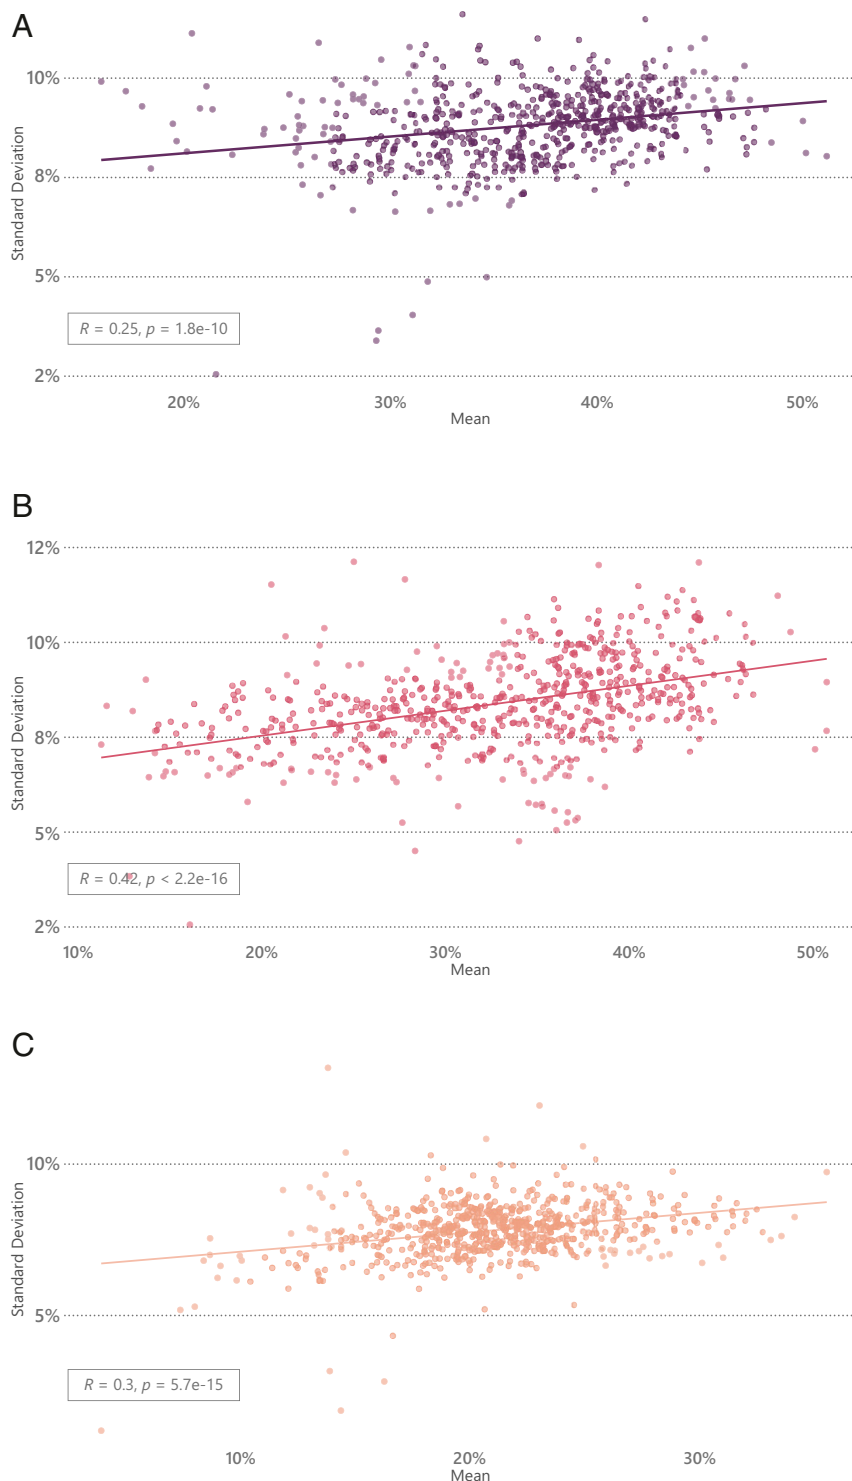 A
10%
8%
5%
2%
Standard Deviation
R = 0.25, p = 1.8e-10
20% 30% 40% 50%
Mean
B
12%
10%
8%
5%
2%
Standard Deviation
R = 0.42, p < 2.2e-16
10% 20% 30% 40% 50%
Mean
C
10%
5%
Standard Deviation
R = 0.3, p = 5.7e-15
10% 20% 30%
Mean